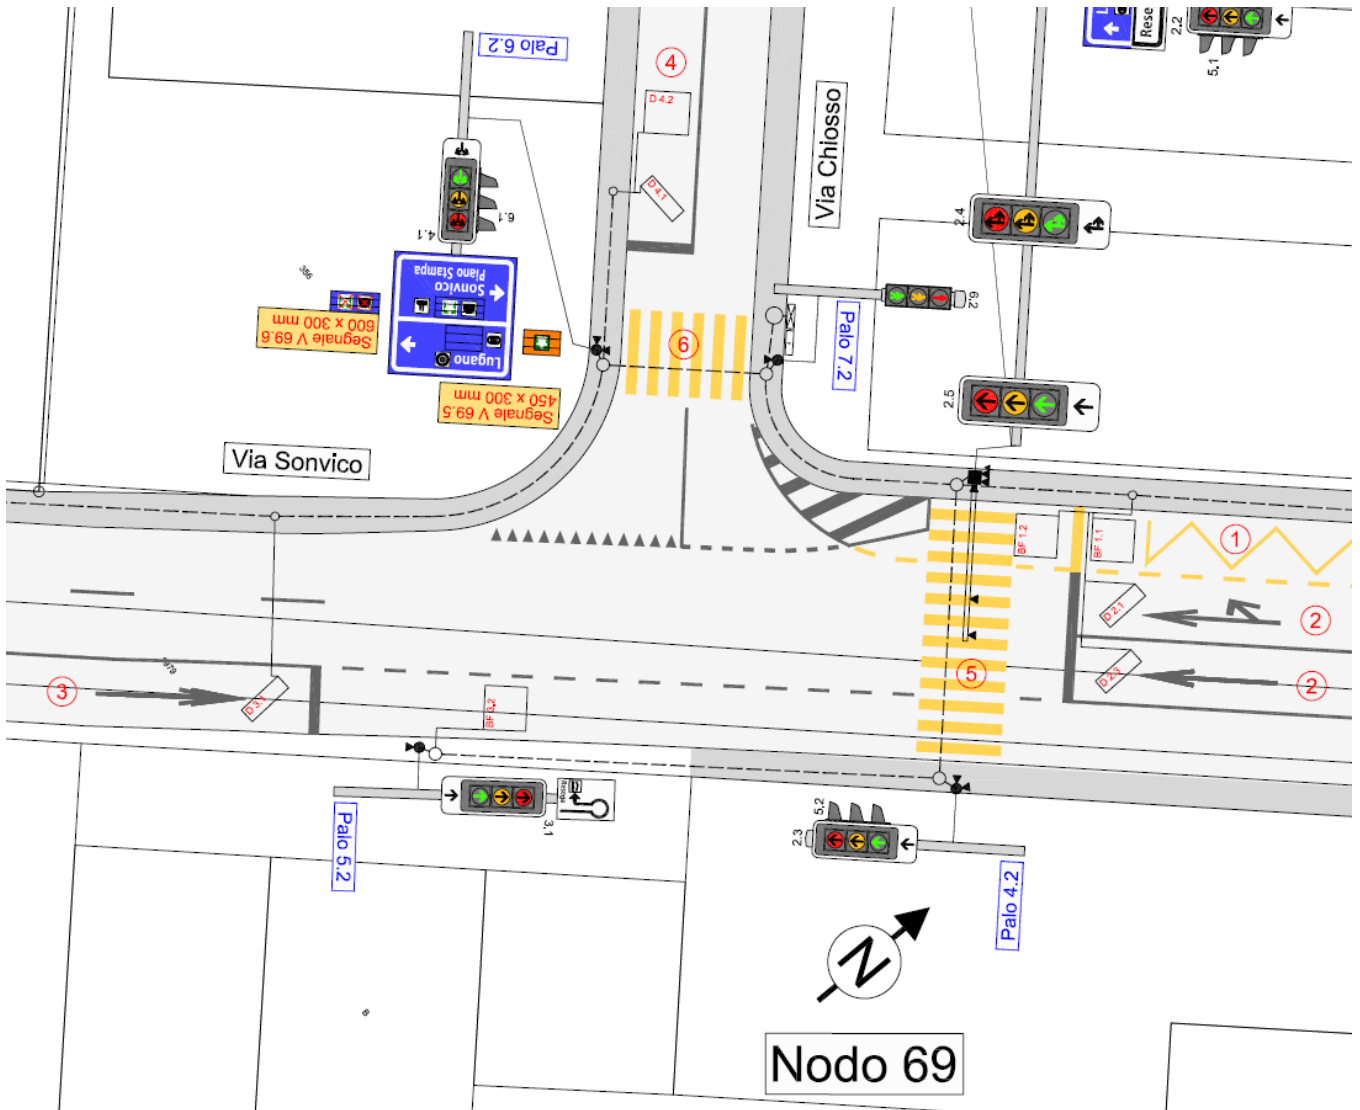 Palo 6.2
4
D 4.2
D 4.1
Via Chiosso
2.2
5.1
Rese
6.1
4.1
2.4
356
Sonvico
Piano Stampa
Lugano
Segnale V 69.6
600 x 300 mm
Segnale V 69.5
450 x 300 mm
6
6.2
Palo 7.2
2.5
Via Sonvico
BF 1.2
BF 1.1
1
D 2.1
2
D 2.2
2
5
3
D 3.1
BF 3.2
3.1
Palo 5.2
5.2
2.3
Palo 4.2
N
8
Nodo 69